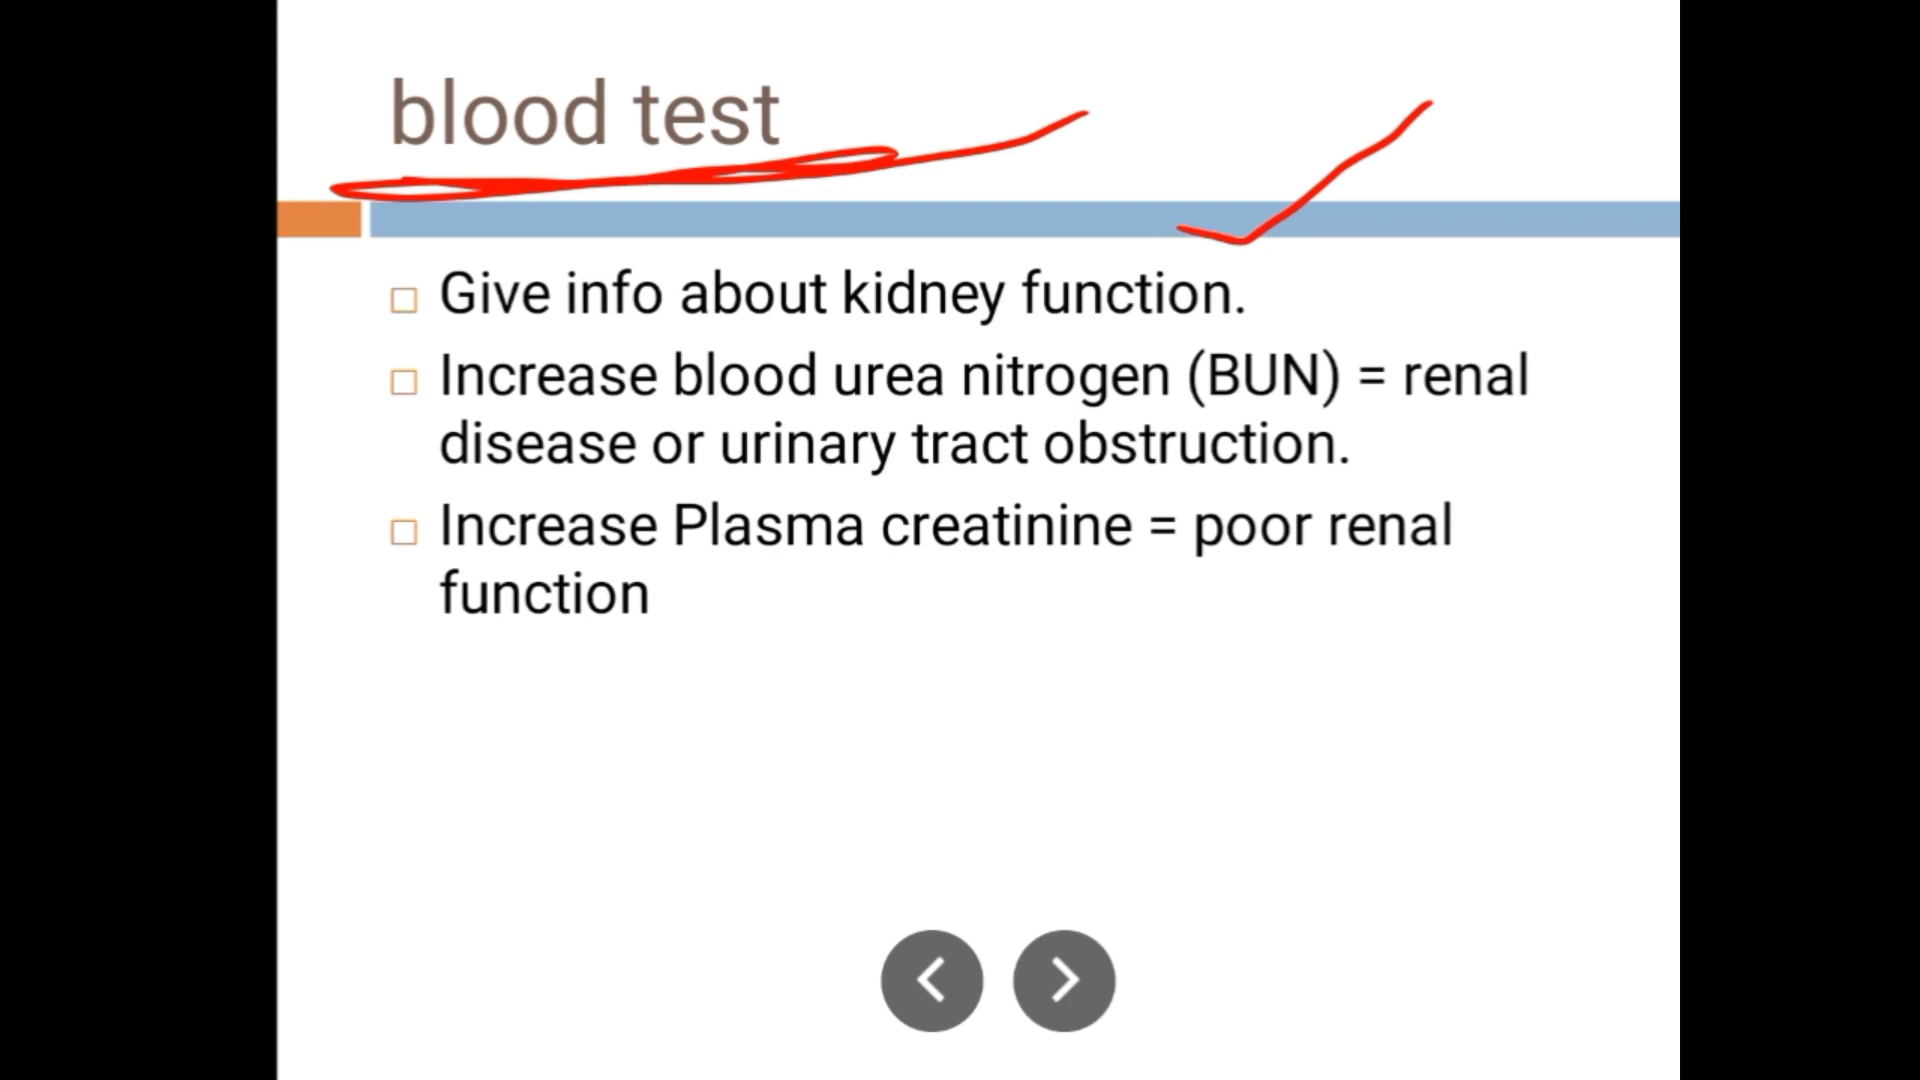 blood test
Give info about kidney function.
Increase blood urea nitrogen (BUN) = renal
disease or urinary tract obstruction.
Increase Plasma creatinine = poor renal
function